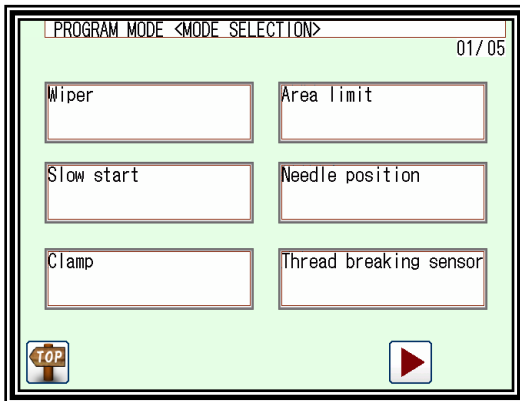 PROGRAM MODE <MODE SELECTION>
01/05
Wiper
Area limit
Slow start
Needle position
Clamp
Thread breaking sensor
TOP